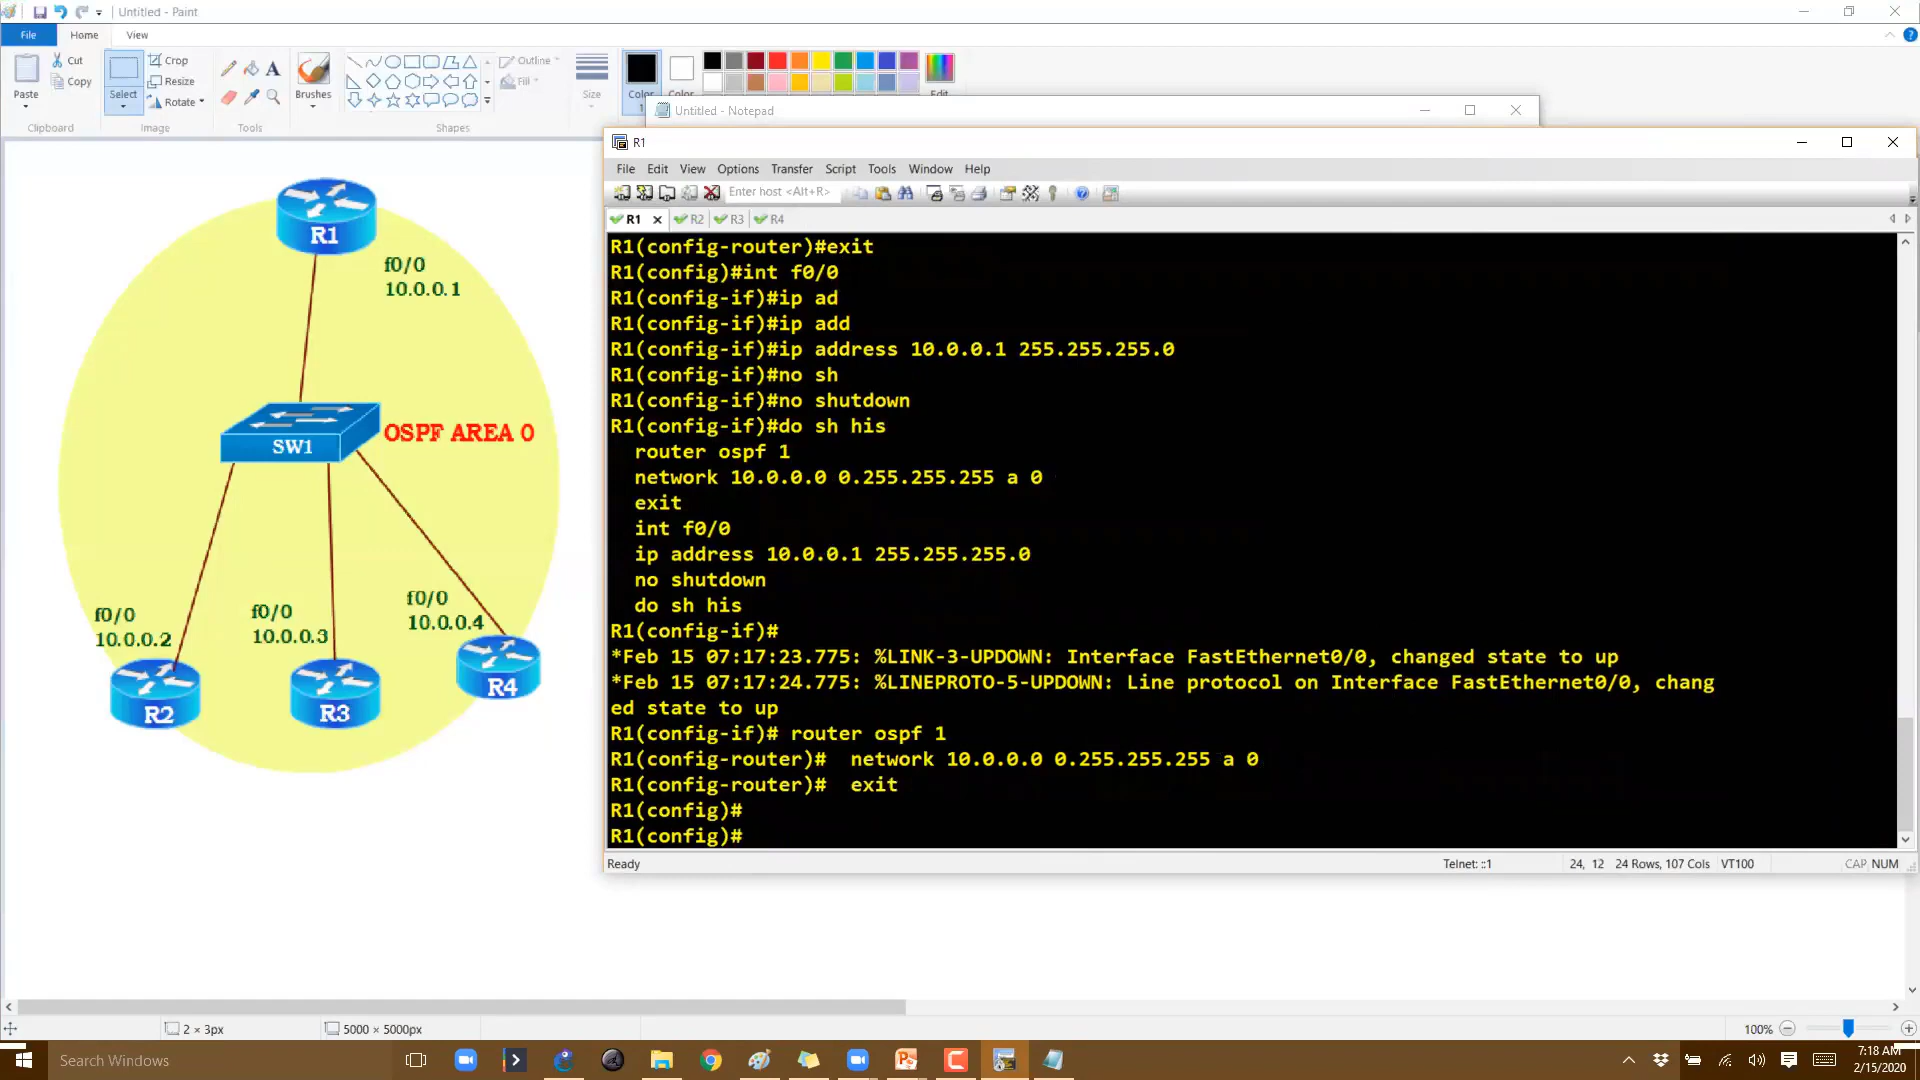 Untitled - Paint
File
Home
View
Paste
Cut
Copy
Clipboard
Select
Crop
Resize
Rotate
Image
Tools
Brushes
Shapes
Outline
Fill
Size
Color
1
Color
Edit
Untitled - Notepad
R1
File Edit View Options Transfer Script Tools Window Help
Enter host <Alt+R>
R1 R2 R3 R4
R1(config-router)#exit
R1(config)#int f0/0
R1(config-if)#ip ad
R1(config-if)#ip add
R1(config-if)#ip address 10.0.0.1 255.255.255.0
R1(config-if)#no sh
R1(config-if)#no shutdown
R1(config-if)#do sh his
router ospf 1
network 10.0.0.0 0.255.255.255 a 0
exit
int f0/0
ip address 10.0.0.1 255.255.255.0
no shutdown
do sh his
R1(config-if)#
*Feb 15 07:17:23.775: %LINK-3-UPDOWN: Interface FastEthernet0/0, changed state to up
*Feb 15 07:17:24.775: %LINEPROTO-5-UPDOWN: Line protocol on Interface FastEthernet0/0, chang
ed state to up
R1(config-if)# router ospf 1
R1(config-router)#  network 10.0.0.0 0.255.255.255 a 0
R1(config-router)#  exit
R1(config)#
R1(config)#
Ready
Telnet: ::1
24, 12
24 Rows, 107 Cols
VT100
CAP NUM
R1
f0/0
10.0.0.1
SW1
OSPF AREA 0
f0/0
10.0.0.2
f0/0
10.0.0.3
f0/0
10.0.0.4
R2
R3
R4
2 × 3px
5000 × 5000px
100%
Search Windows
7:18 AM
2/15/2020